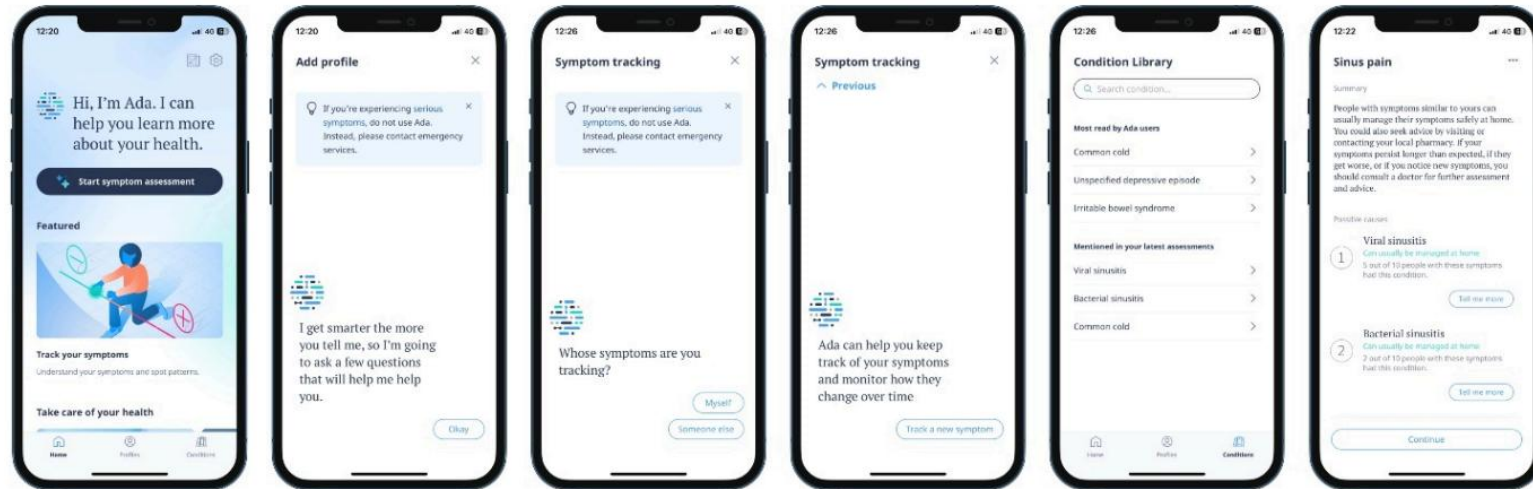 12:20
4G
Hi, I'm Ada. I can
help you learn more
about your health.
Start symptom assessment
Featured
Track your symptoms
Understand your symptoms and spot patterns.
Take care of your health
Home
Profiles
Conditions
12:20
4G
Add profile
If you're experiencing serious
symptoms, do not use Ada.
Instead, please contact emergency
services.
I get smarter the more
you tell me, so I'm going
to ask a few questions
that will help me help
you.
Okay
12:26
4G
Symptom tracking
If you're experiencing serious
symptoms, do not use Ada.
Instead, please contact emergency
services.
Whose symptoms are you
tracking?
Myself
Someone else
12:26
4G
Symptom tracking
Previous
Ada can help you keep
track of your symptoms
and monitor how they
change over time
Track a new symptom
12:26
4G
Condition Library
Search condition...
Most read by Ada users
Common cold
Unspecified depressive episode
Irritable bowel syndrome
Mentioned in your latest assessments
Viral sinusitis
Bacterial sinusitis
Common cold
Home
Profiles
Conditions
12:22
4G
Sinus pain
Summary
People with symptoms similar to yours can
usually manage their symptoms safely at home.
You could also seek advice by visiting or
contacting your local pharmacy. If your
symptoms persist longer than expected, if they
get worse, or if you notice new symptoms, you
should consult a doctor for further assessment
and advice.
Possible causes
1
Viral sinusitis
Can usually be managed at home
5 out of 10 people with these symptoms
had this condition.
Tell me more
2
Bacterial sinusitis
Can usually be managed at home
2 out of 10 people with these symptoms
had this condition.
Tell me more
Continue